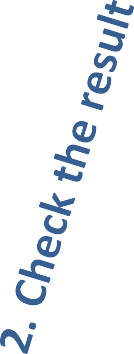 2. Check the result